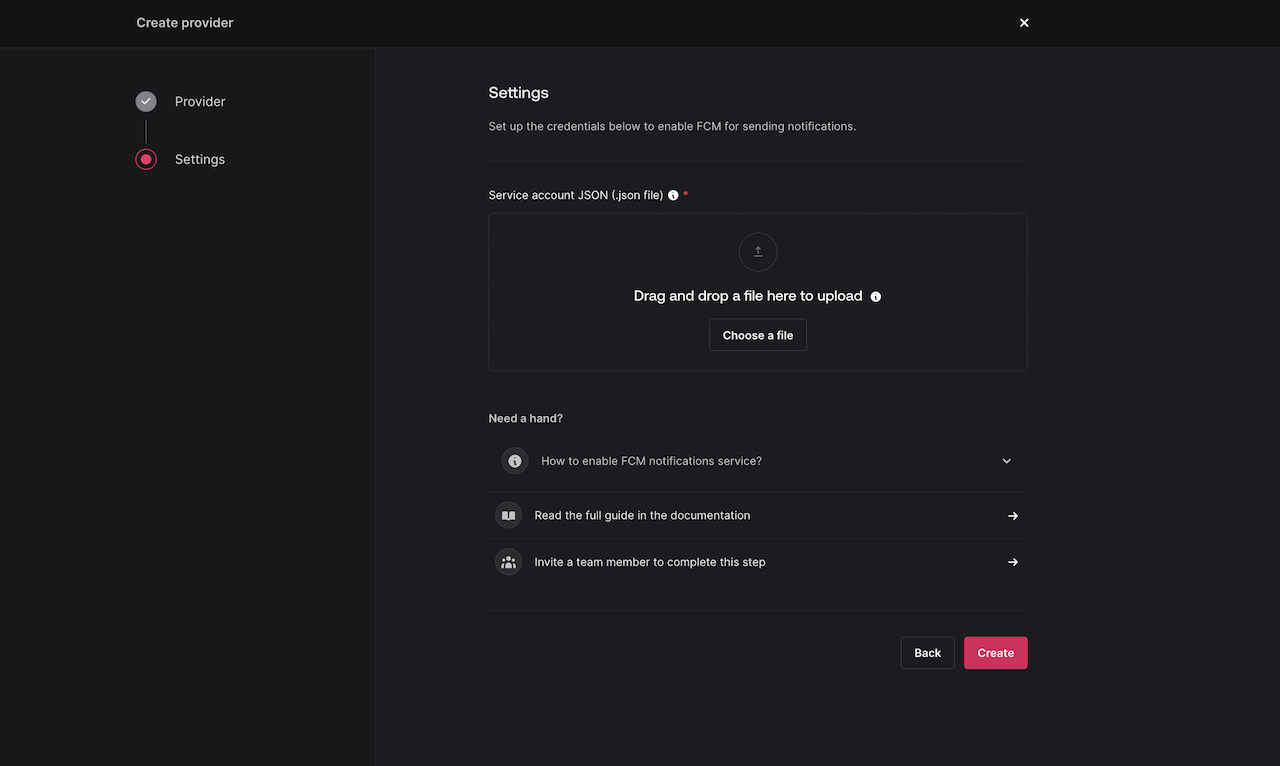 Create provider
Provider
Settings
Settings
Set up the credentials below to enable FCM for sending notifications.
Service account JSON (.json file) *
Drag and drop a file here to upload
Choose a file
Need a hand?
How to enable FCM notifications service?
Read the full guide in the documentation
Invite a team member to complete this step
Back
Create